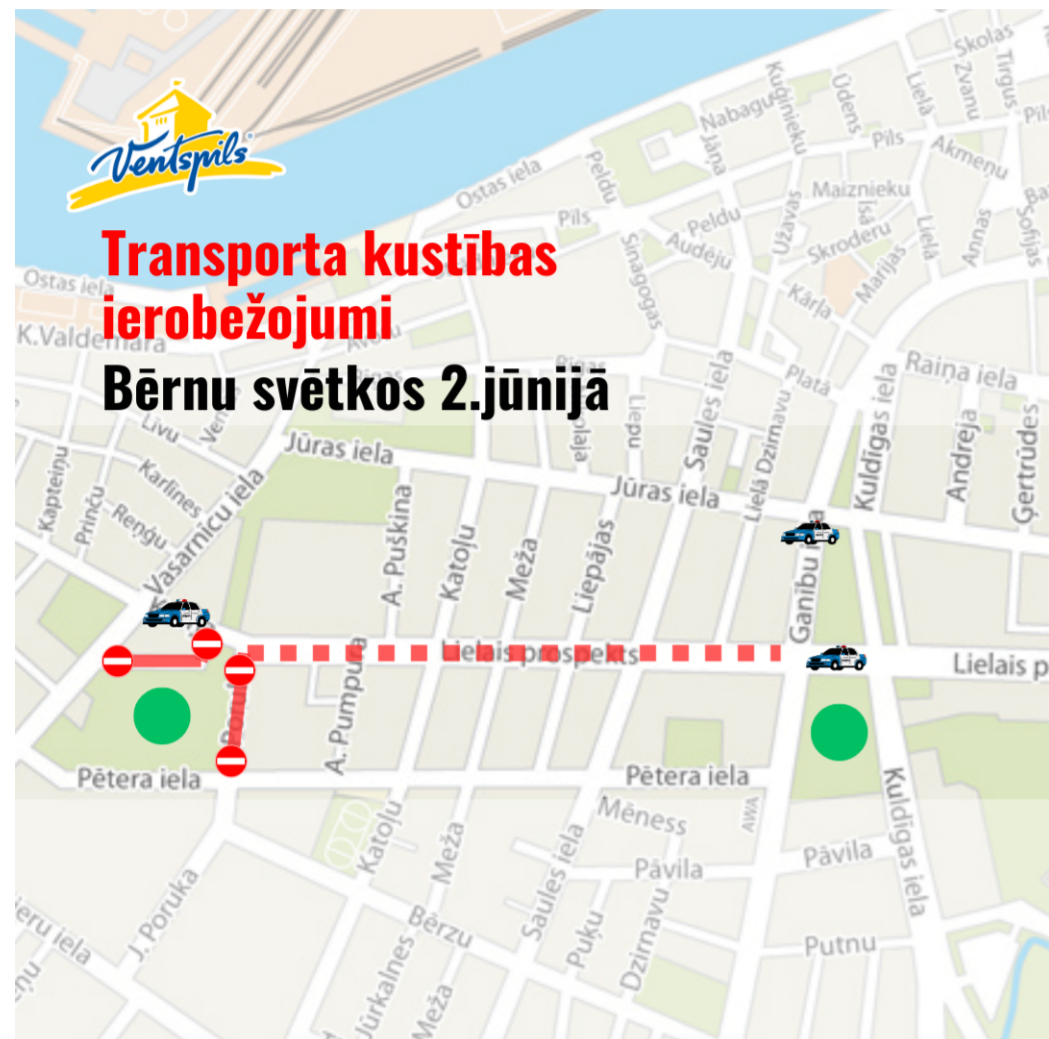 Skolas
Zvanu
Tirgus
Kuģinieku
Ūdens
Lielā
Nabagu
Jāņa
Pils
Pils
Akmeņu
Ventspils
Ostas iela
Peldu
Maiznieku
Īsā
Pils
Peldu
Užavas
Skroderu
Lielā
Annas
Sofijas
Audēju
Sinagogas
Marijas
Transporta kustības
Ostas iela
Kārļa
ierobežojumi
K.Valdemāra
Rīgas
Platā
Raiņa iela
Bērnu svētkos 2.jūnijā
Liepu
Saules iela
Lielā Dzirnavu
Kuldīgas iela
Andreja
Ģertrūdes
Līvu
Jūras iela
Kapteiņu
Prinču
Karlīnes
Reņģu
Vasarnīcu iela
Jūras iela
A. Puškina
Katoļu
Meža
Liepājas
Ganību iela
Lielais prospekts
Lielais p
A. Pumpura
Pētera iela
Pētera iela
Kuldīgas iela
Mēness
AWA
Katoļu
Meža
Saules iela
Pāvila
Pāvila
J. Poruka
Bērzu
Puķu
Dzirnavu
Putnu
Jūrkalnes
Meža